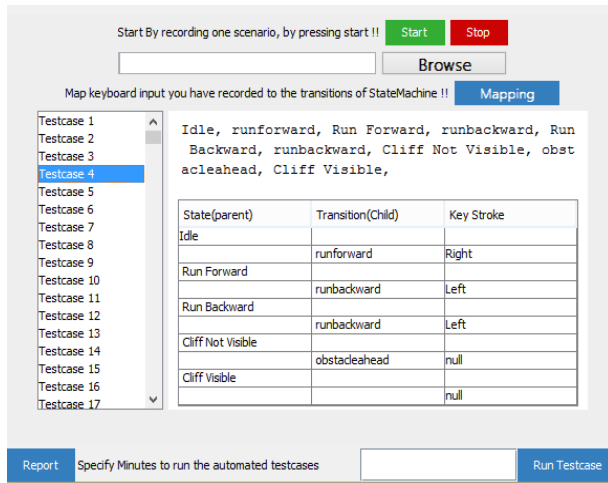 Start By recording one scenario, by pressing start !! Start Stop
Browse
Map keyboard input you have recorded to the transitions of StateMachine !! Mapping
Testcase 1
Testcase 2
Testcase 3
Testcase 4
Testcase 5
Testcase 6
Testcase 7
Testcase 8
Testcase 9
Testcase 10
Testcase 11
Testcase 12
Testcase 13
Testcase 14
Testcase 15
Testcase 16
Testcase 17
Idle, runforward, Run Forward, runbackward, Run
Backward, runbackward, Cliff Not Visible, obst
acleahead, Cliff Visible,
State(parent) Transition(Child) Key Stroke
Idle
runforward Right
Run Forward
runbackward Left
Run Backward
runbackward Left
Cliff Not Visible
obstacleahead null
Cliff Visible
null
Report Specify Minutes to run the automated testcases Run Testcase